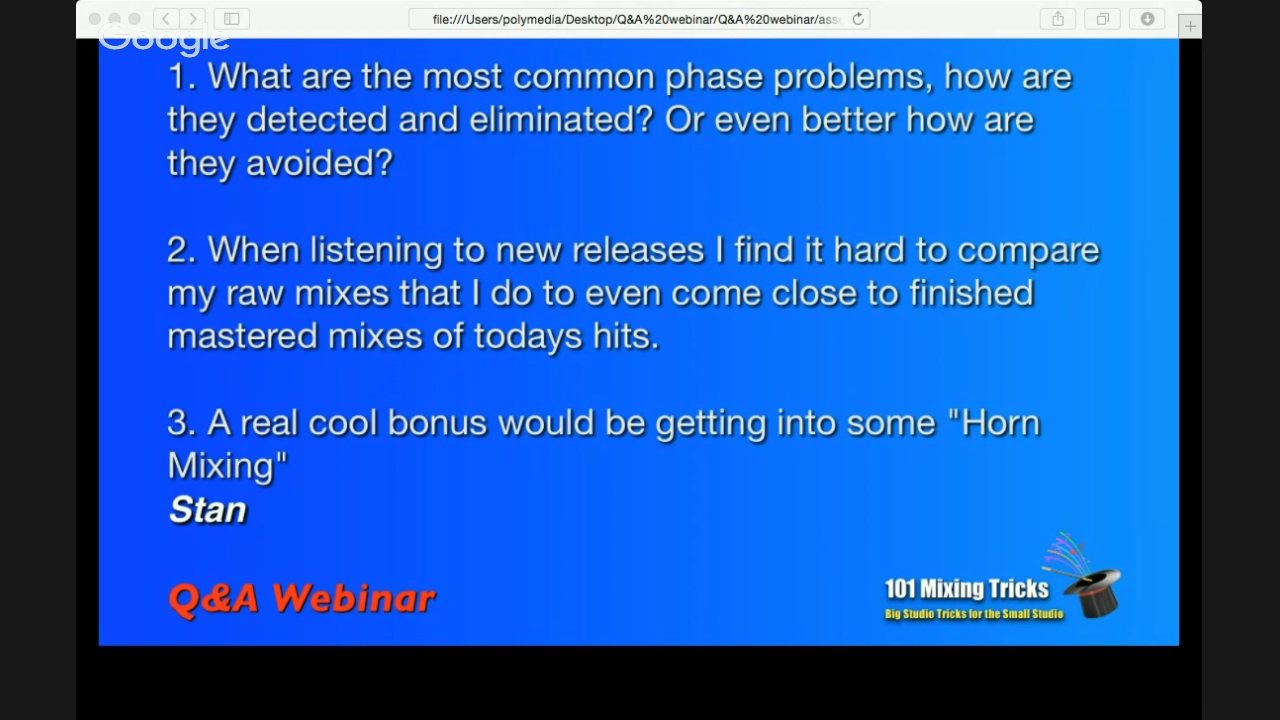 file:///Users/polymedia/Desktop/Q&A%20webinar/Q&A%20webinar/ass
Google
1. What are the most common phase problems, how are
they detected and eliminated? Or even better how are
they avoided?
2. When listening to new releases I find it hard to compare
my raw mixes that I do to even come close to finished
mastered mixes of todays hits.
3. A real cool bonus would be getting into some "Horn
Mixing"
Stan
Q&A Webinar
101 Mixing Tricks
Big Studio Tricks for the Small Studio